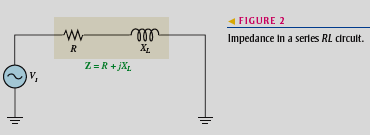 ◀ FIGURE 2
Impedance in a series RL circuit.
R
X_L
Z = R + jX_L
V_s